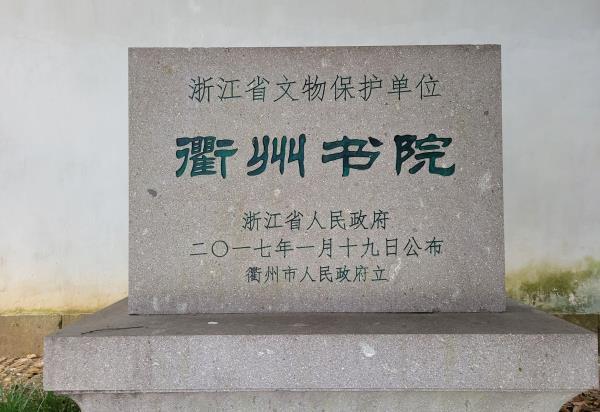 浙江省文物保护单位
衢州书院
浙江省人民政府
二〇一七年一月十九日公布
衢州市人民政府立